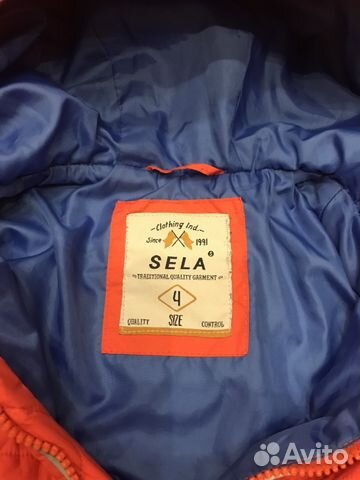 Clothing Ind.
Since 1991
SELA S
TRADITIONAL QUALITY GARMENT
4
QUALITY SIZE CONTROL
Avito